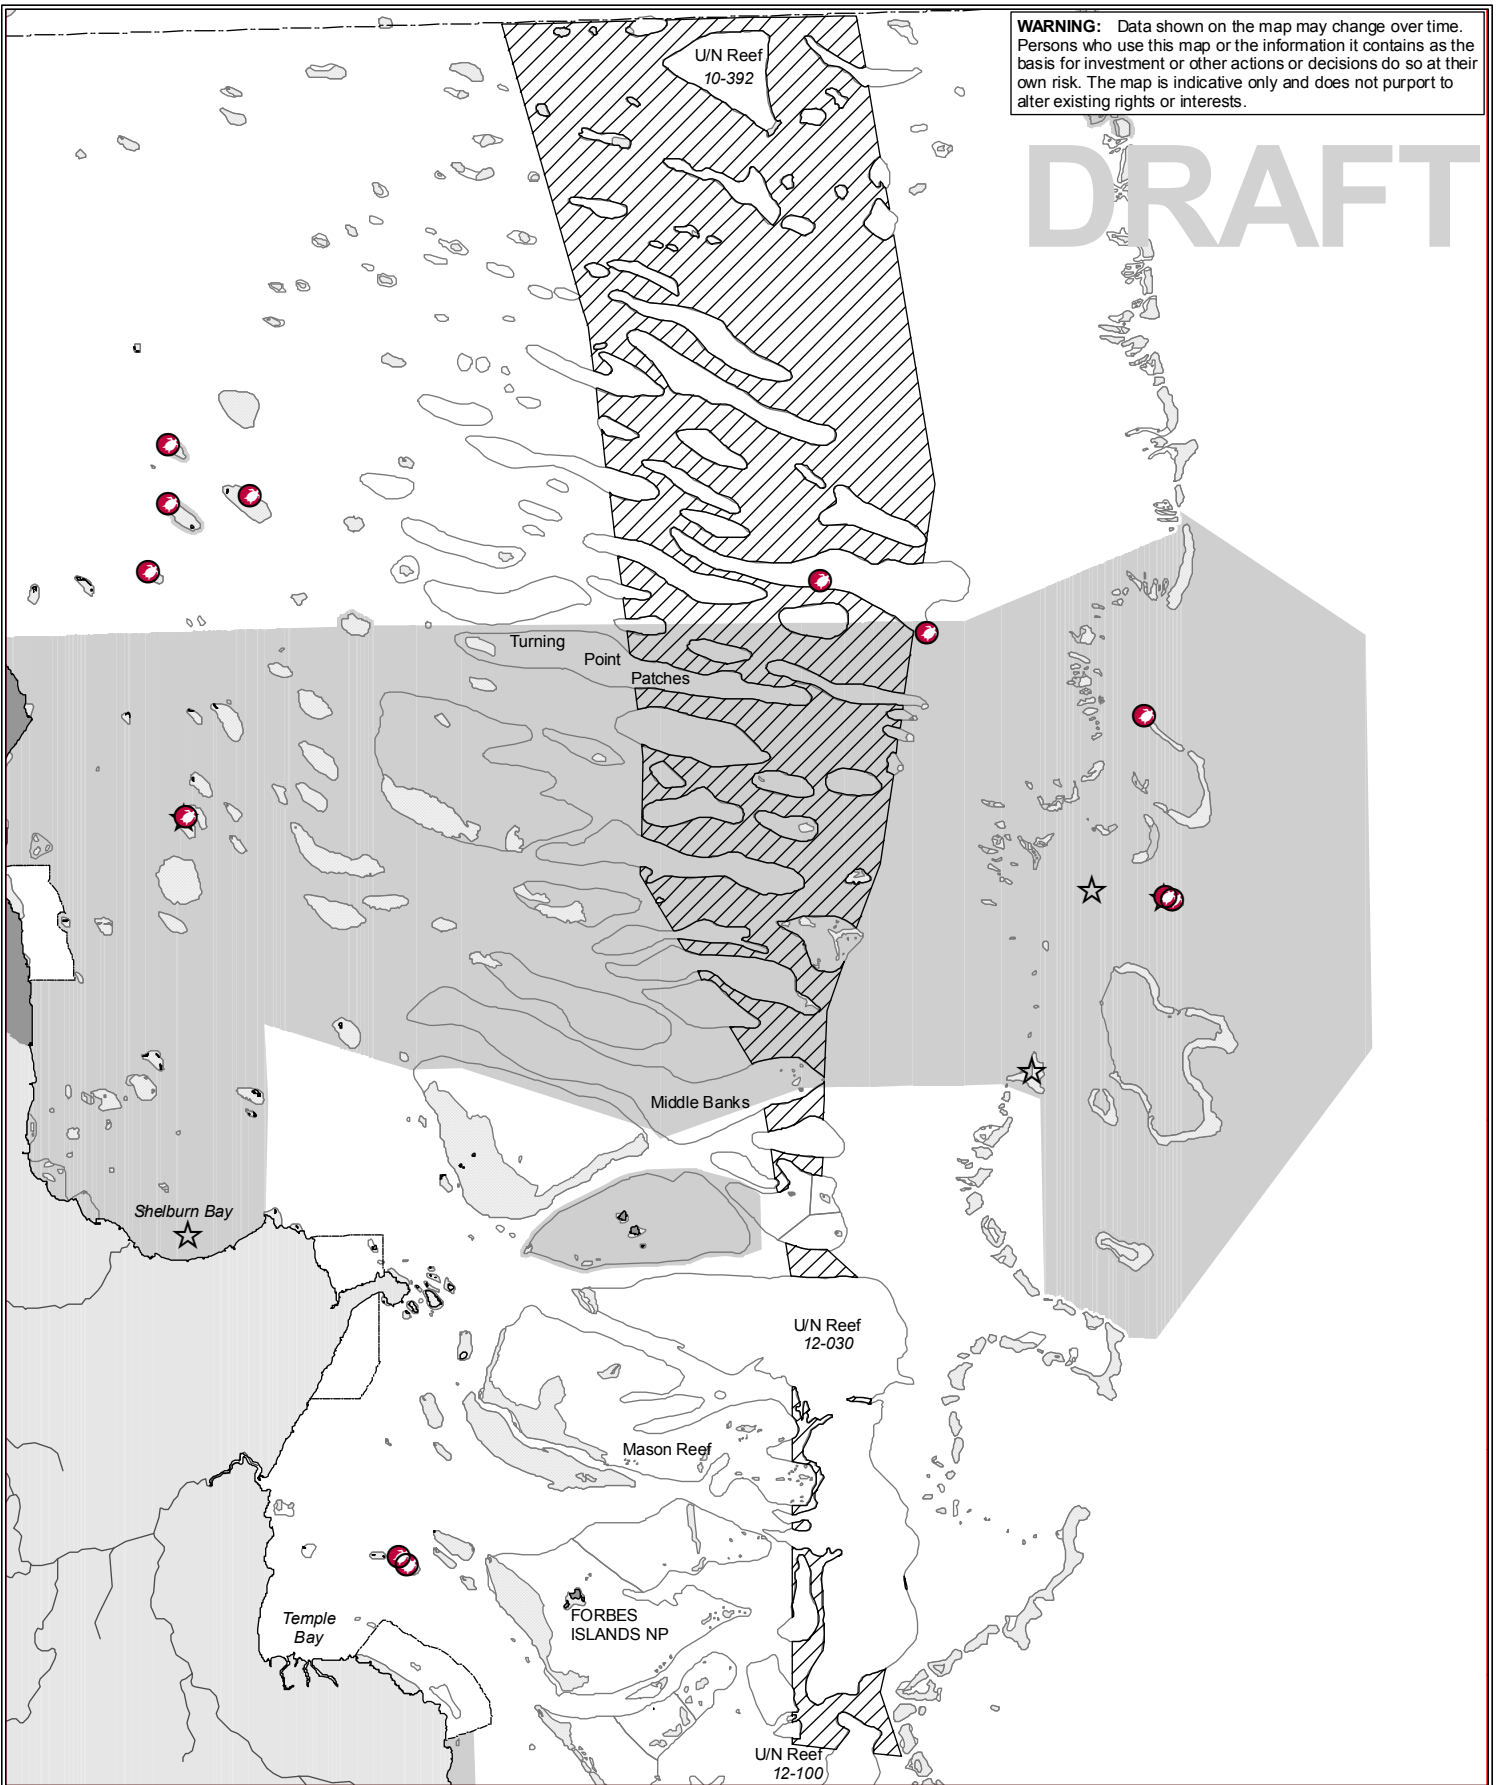 WARNING: Data shown on the map may change over time.
Persons who use this map or the information it contains as the
basis for investment or other actions or decisions do so at their
own risk. The map is indicative only and does not purport to
alter existing rights or interests.
U/N Reef
10-392
DRAFT
Turning
Point
Patches
Middle Banks
Shelburn Bay
U/N Reef
12-030
Mason Reef
FORBES
ISLANDS NP
Temple
Bay
U/N Reef
12-100